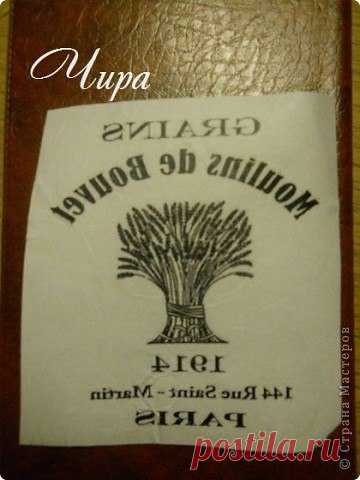 Чира
GRAINS
Moulins de Bouvet
1914
144 Rue Saint - Martin
PARIS
postila.ru
© Страна Мастеров